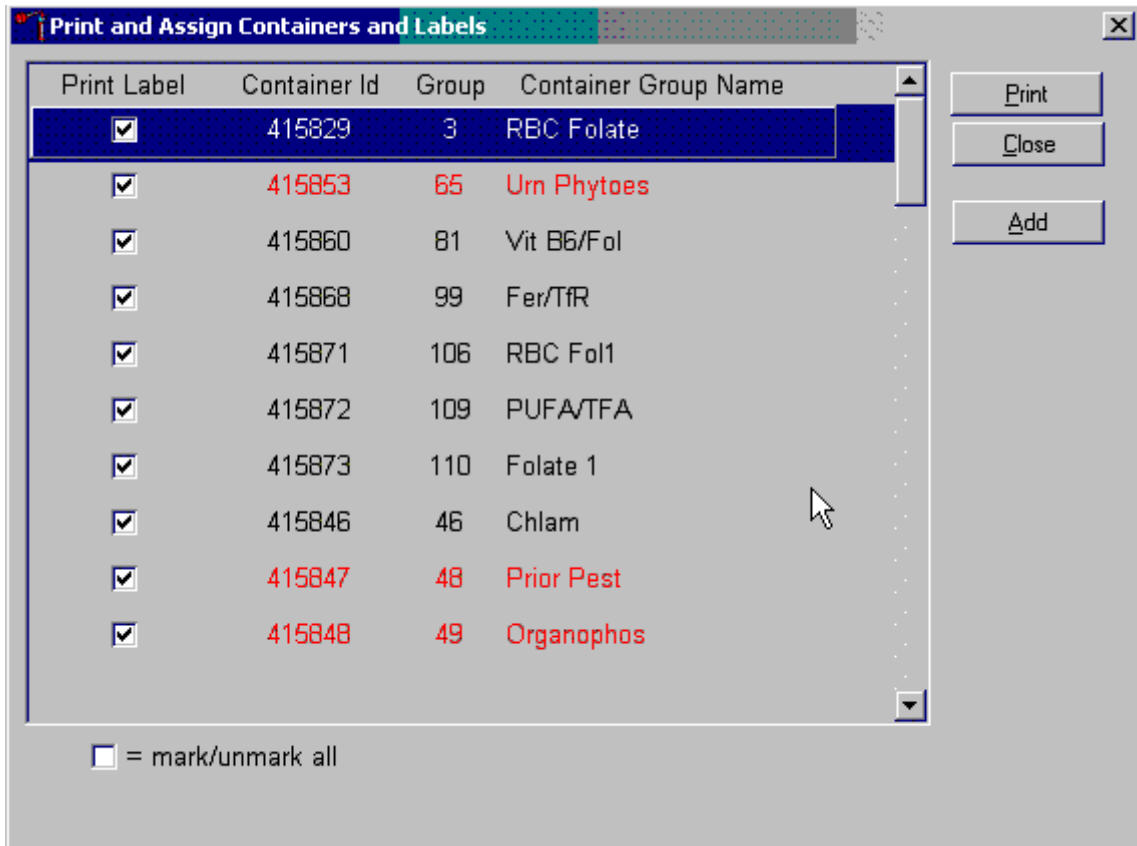 Print and Assign Containers and Labels
Print Label Container Id Group Container Group Name
415829 3 RBC Folate
415853 65 Urn Phytoes
415860 81 Vit B6/Fol
415868 99 Fer/TfR
415871 106 RBC Fol1
415872 109 PUFA/TFA
415873 110 Folate 1
415846 46 Chlam
415847 48 Prior Pest
415848 49 Organophos
= mark/unmark all
Print
Close
Add